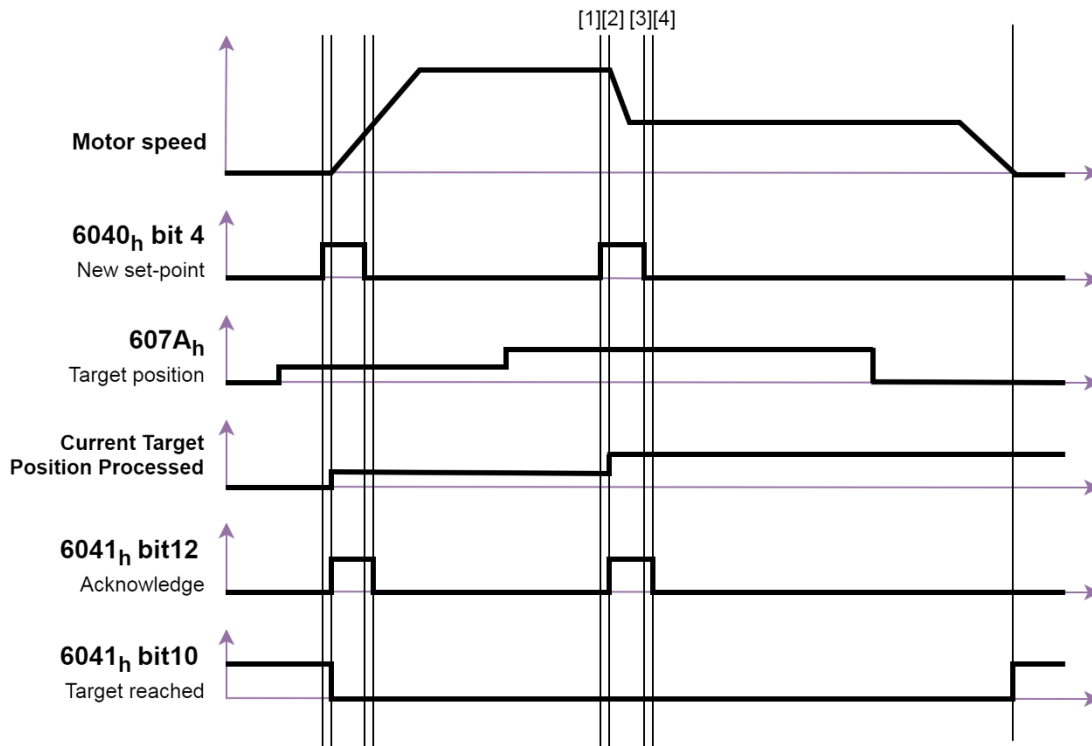 [1][2] [3][4]
Motor speed
6040h bit 4
New set-point
607Ah
Target position
Current Target
Position Processed
6041h bit12
Acknowledge
6041h bit10
Target reached